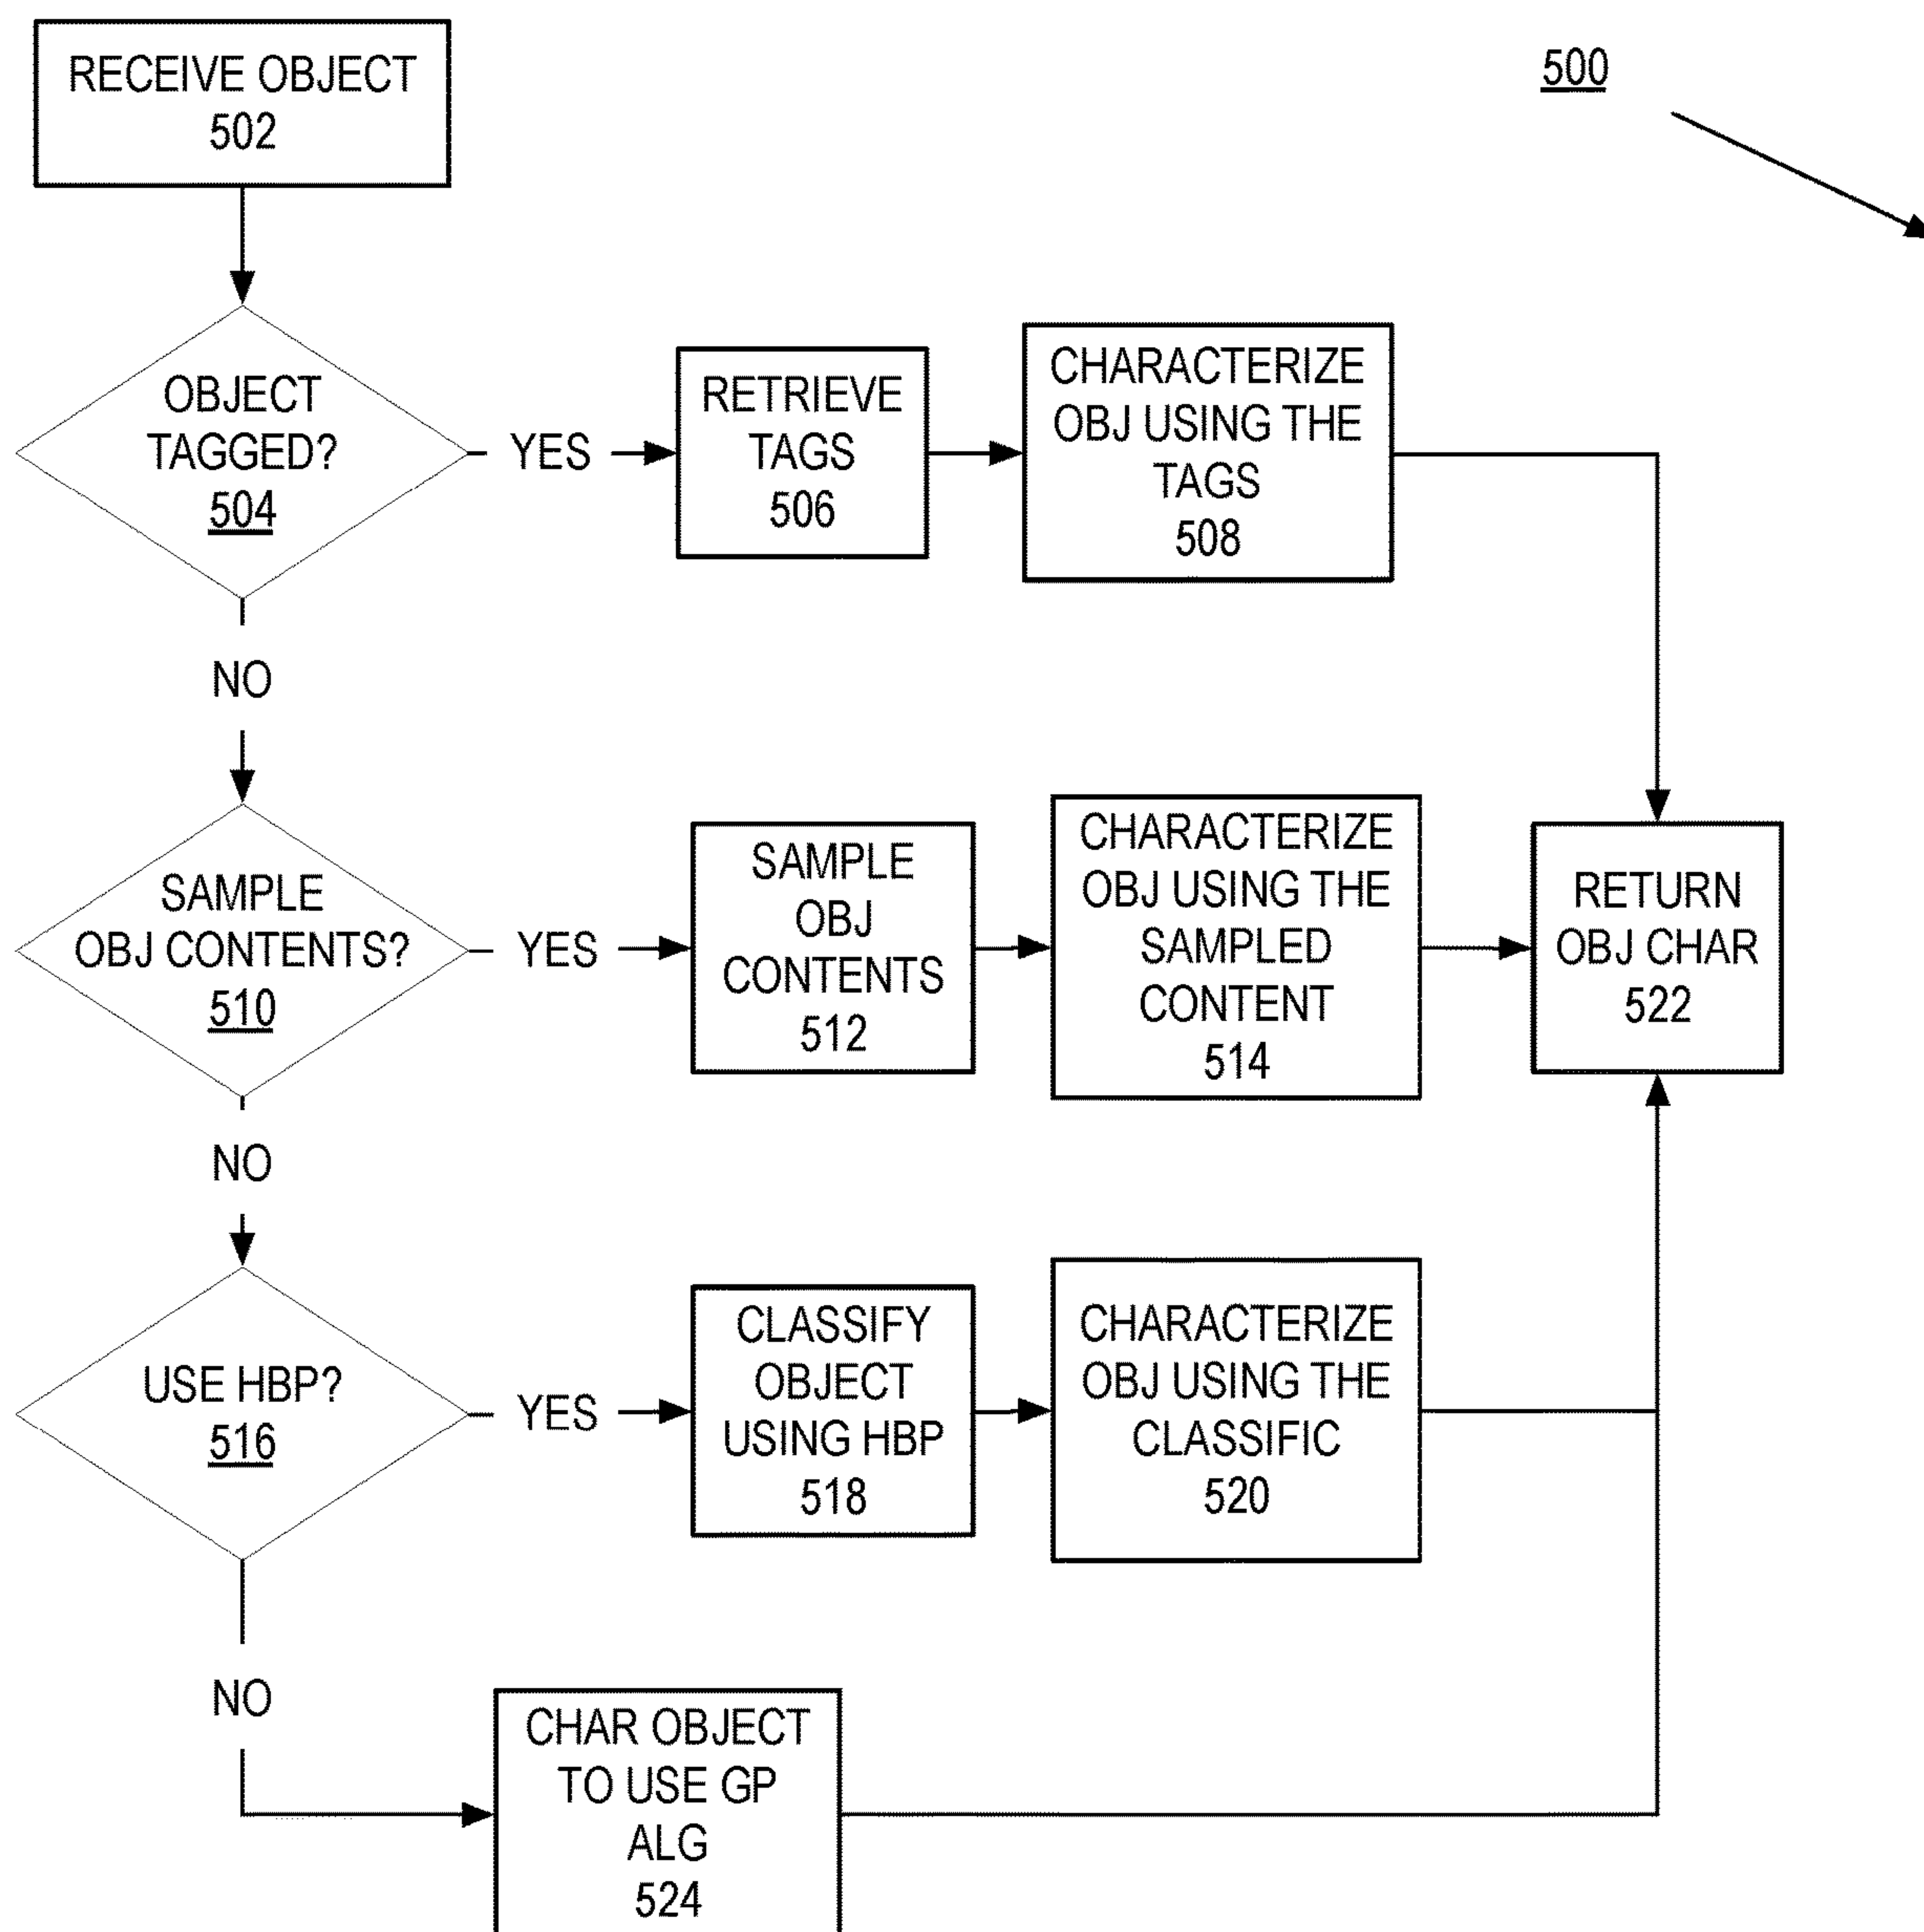 RECEIVE OBJECT
502
500
OBJECT
TAGGED?
504
YES
RETRIEVE
TAGS
506
CHARACTERIZE
OBJ USING THE
TAGS
508
NO
SAMPLE
OBJ CONTENTS?
510
YES
SAMPLE
OBJ
CONTENTS
512
CHARACTERIZE
OBJ USING THE
SAMPLED
CONTENT
514
RETURN
OBJ CHAR
522
NO
USE HBP?
516
YES
CLASSIFY
OBJECT
USING HBP
518
CHARACTERIZE
OBJ USING THE
CLASSIFIC
520
NO
CHAR OBJECT
TO USE GP
ALG
524